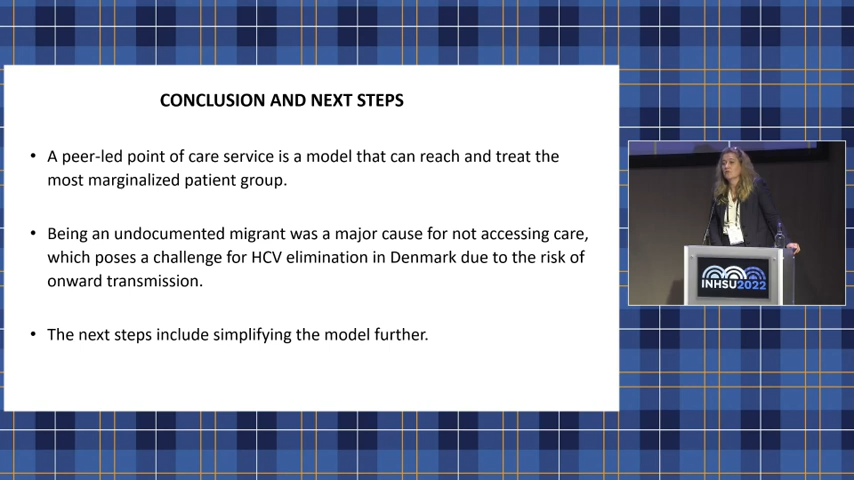 CONCLUSION AND NEXT STEPS
• A peer-led point of care service is a model that can reach and treat the
most marginalized patient group.
• Being an undocumented migrant was a major cause for not accessing care,
which poses a challenge for HCV elimination in Denmark due to the risk of
onward transmission.
• The next steps include simplifying the model further.
INHSU2022